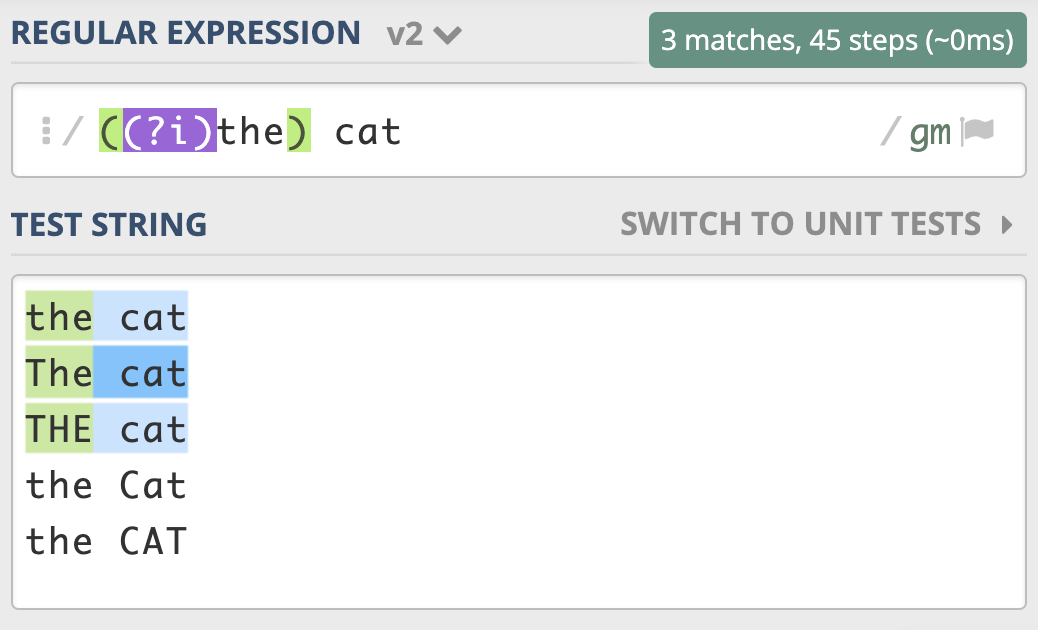 REGULAR EXPRESSION v2 3 matches, 45 steps (~0ms)
/ ((?i)the) cat / gm
TEST STRING SWITCH TO UNIT TESTS
the cat
The cat
THE cat
the Cat
the CAT